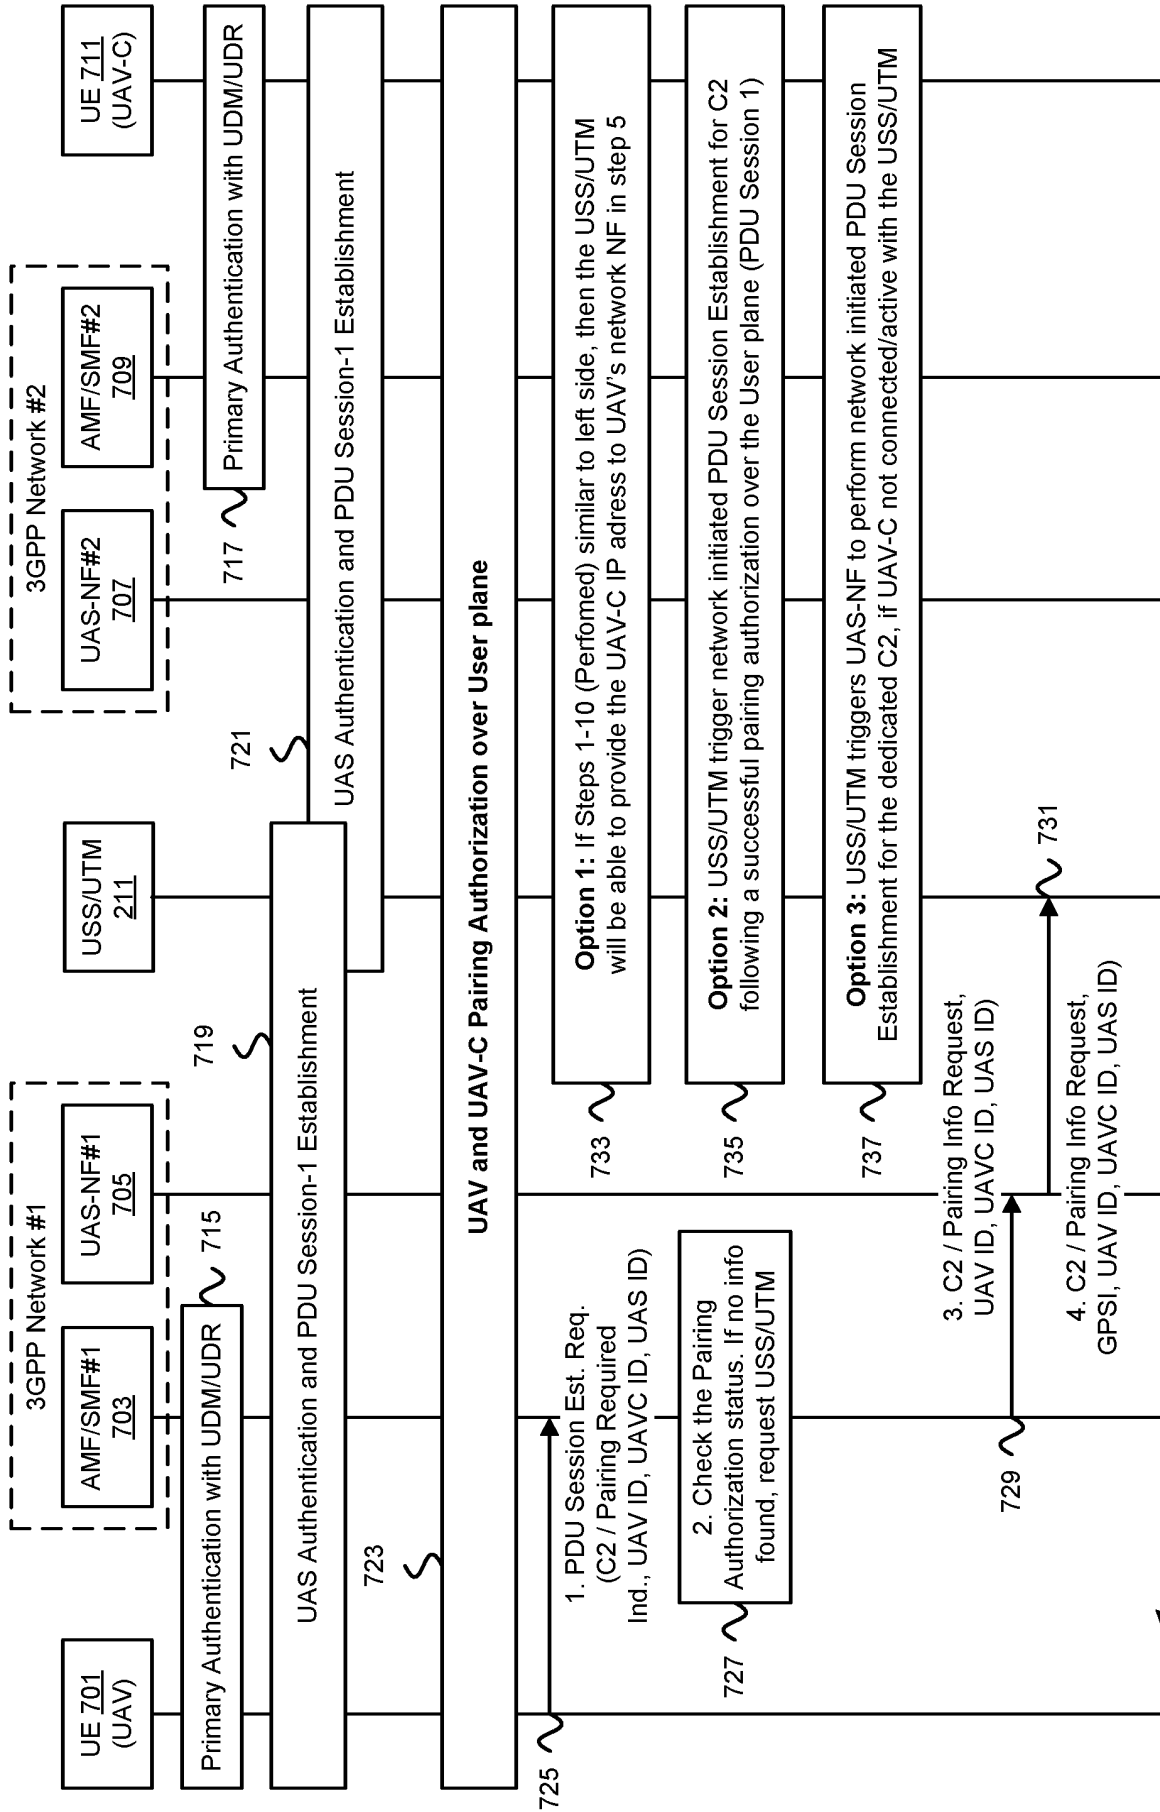 3GPP Network #1
3GPP Network #2
UE 701
(UAV)
AMF/SMF#1
703
UAS-NF#1
705
USS/UTM
211
UAS-NF#2
707
AMF/SMF#2
709
UE 711
(UAV-C)
Primary Authentication with UDM/UDR
715
717
Primary Authentication with UDM/UDR
719
UAS Authentication and PDU Session-1 Establishment
721
UAS Authentication and PDU Session-1 Establishment
723
UAV and UAV-C Pairing Authorization over User plane
725
1. PDU Session Est. Req.
(C2 / Pairing Required
Ind., UAV ID, UAVC ID, UAS ID)
733
Option 1: If Steps 1-10 (Perfomed) similar to left side, then the USS/UTM
will be able to provide the UAV-C IP adress to UAV's network NF in step 5
727
2. Check the Pairing
Authorization status. If no info
found, request USS/UTM
735
Option 2: USS/UTM trigger network initiated PDU Session Establishment for C2
following a successful pairing authorization over the User plane (PDU Session 1)
737
Option 3: USS/UTM triggers UAS-NF to perform network initiated PDU Session
Establishment for the dedicated C2, if UAV-C not connected/active with the USS/UTM
729
3. C2 / Pairing Info Request,
UAV ID, UAVC ID, UAS ID)
731
4. C2 / Pairing Info Request,
GPSI, UAV ID, UAVC ID, UAS ID)